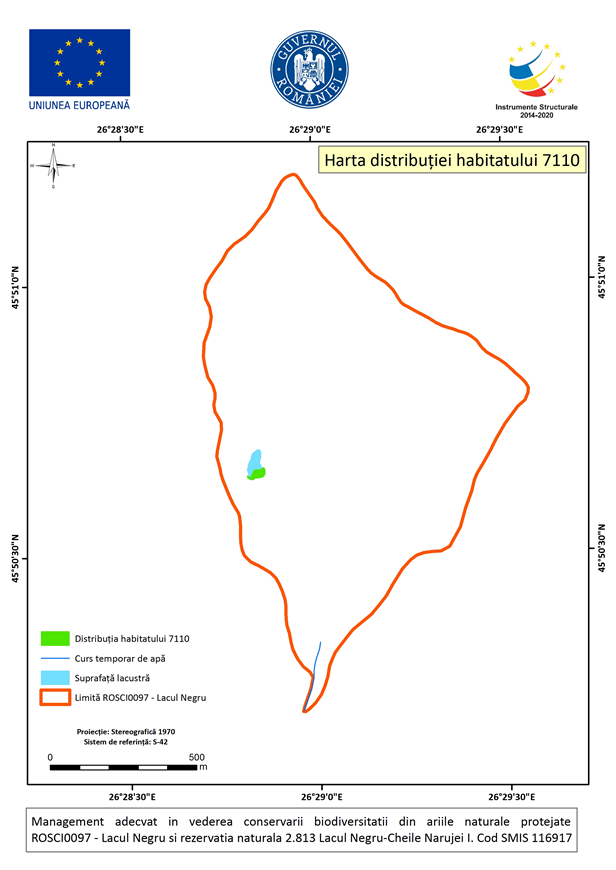 UNIUNEA EUROPEANĂ
GUVERNUL ROMÂNIEI
Instrumente Structurale
2014-2020
26°28'30"E
26°29'0"E
26°29'30"E
Harta distribuției habitatului 7110
N
E
S
45°51'0"N
45°51'0"N
45°50'30"N
45°50'30"N
Distribuția habitatului 7110
Curs temporar de apă
Suprafață lacustră
Limită ROSCI0097 - Lacul Negru
Proiecție: Stereografică 1970
Sistem de referință: S-42
0
500
m
26°28'30"E
26°29'0"E
26°29'30"E
Management adecvat in vederea conservarii biodiversitatii din ariile naturale protejate
ROSCI0097 - Lacul Negru si rezervatia naturala 2.813 Lacul Negru-Cheile Narujei I. Cod SMIS 116917